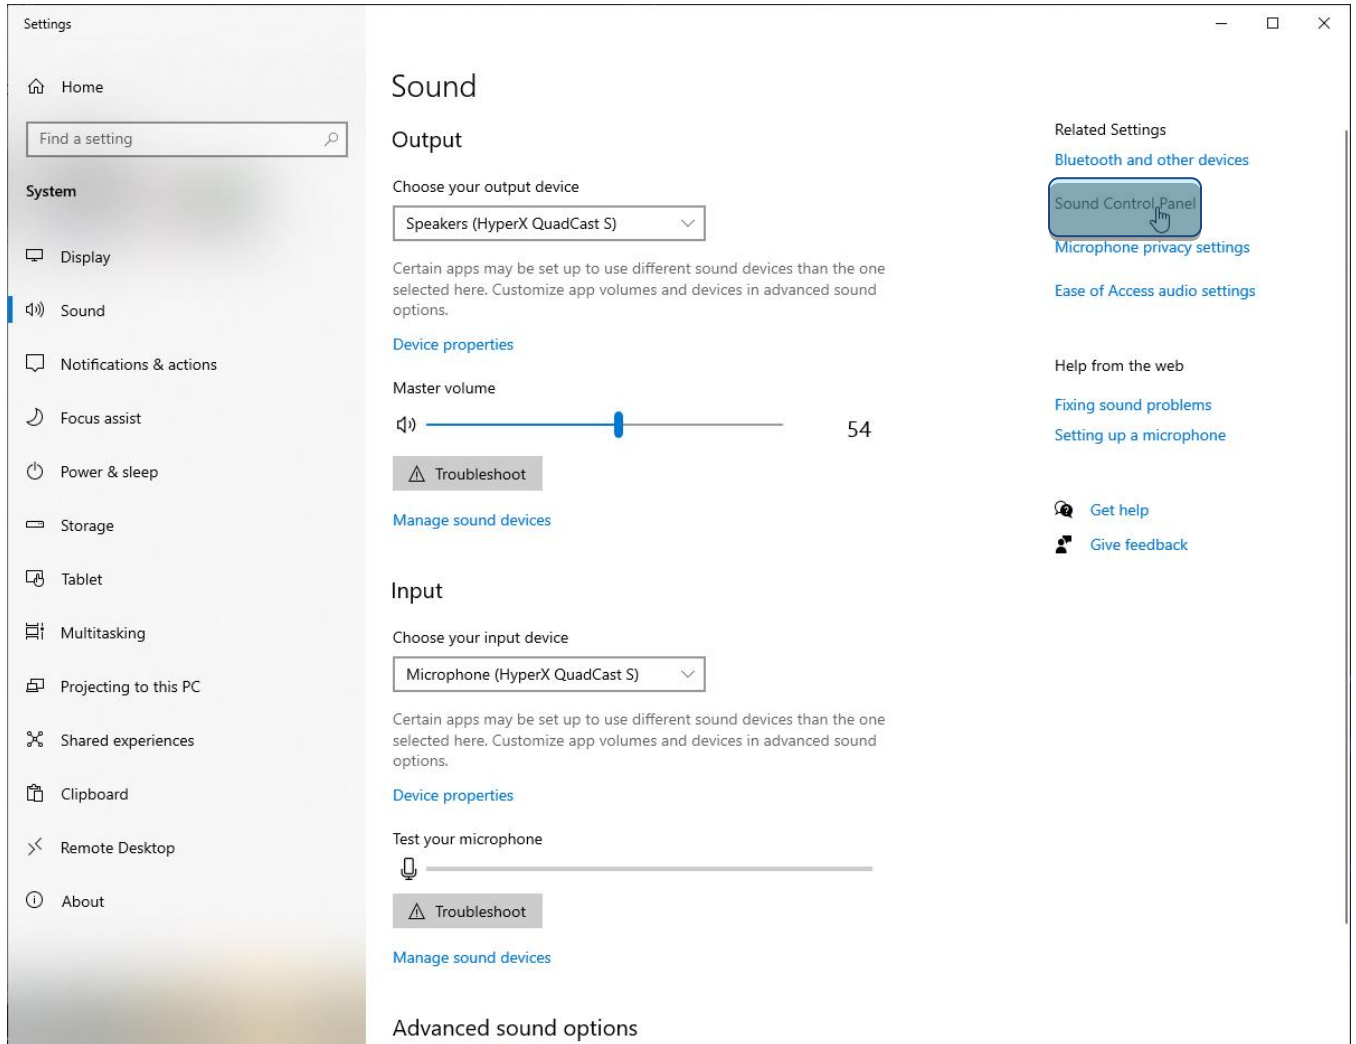 Settings
Home
Find a setting
System
Display
Sound
Notifications & actions
Focus assist
Power & sleep
Storage
Tablet
Multitasking
Projecting to this PC
Shared experiences
Clipboard
Remote Desktop
About
Sound
Output
Choose your output device
Speakers (HyperX QuadCast S)
Certain apps may be set up to use different sound devices than the one
selected here. Customize app volumes and devices in advanced sound
options.
Device properties
Master volume
54
Troubleshoot
Manage sound devices
Input
Choose your input device
Microphone (HyperX QuadCast S)
Certain apps may be set up to use different sound devices than the one
selected here. Customize app volumes and devices in advanced sound
options.
Device properties
Test your microphone
Troubleshoot
Manage sound devices
Advanced sound options
Related Settings
Bluetooth and other devices
Sound Control Panel
Microphone privacy settings
Ease of Access audio settings
Help from the web
Fixing sound problems
Setting up a microphone
Get help
Give feedback